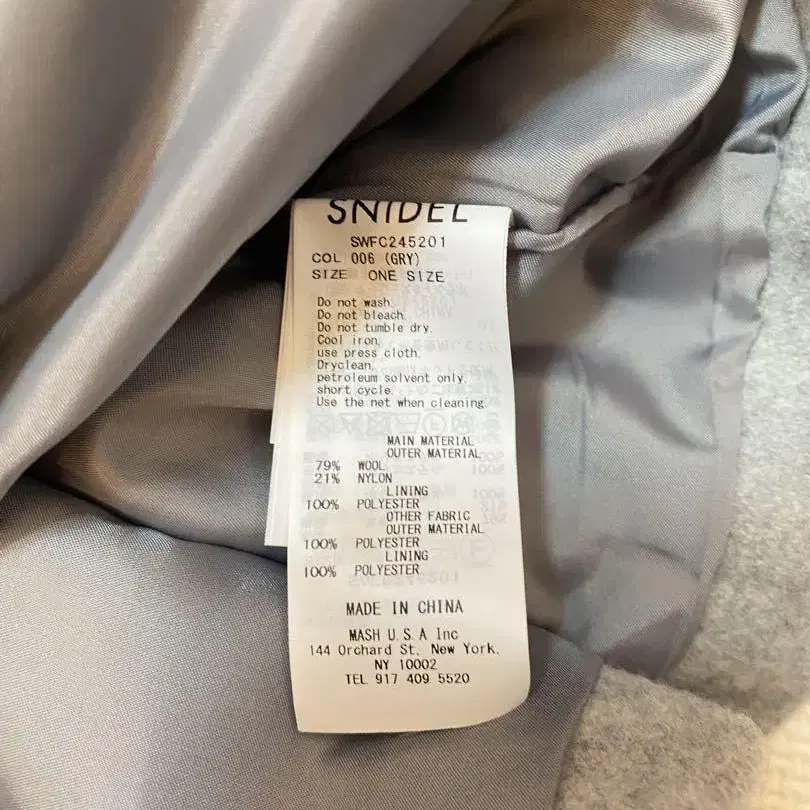 SNIDEL
SWFC245201
COL 006 (GRY)
SIZE ONE SIZE
Do not wash.
Do not bleach.
Do not tumble dry.
Cool iron.
use press cloth.
Dryclean.
petroleum solvent only.
short cycle.
Use the net when cleaning.
MAIN MATERIAL
OUTER MATERIAL
79% WOOL
21% NYLON
LINING
100% POLYESTER
OTHER FABRIC
OUTER MATERIAL
100% POLYESTER
LINING
100% POLYESTER
MADE IN CHINA
MASH U.S.A Inc
144 Orchard St, New York,
NY 10002
TEL 917 409 5520